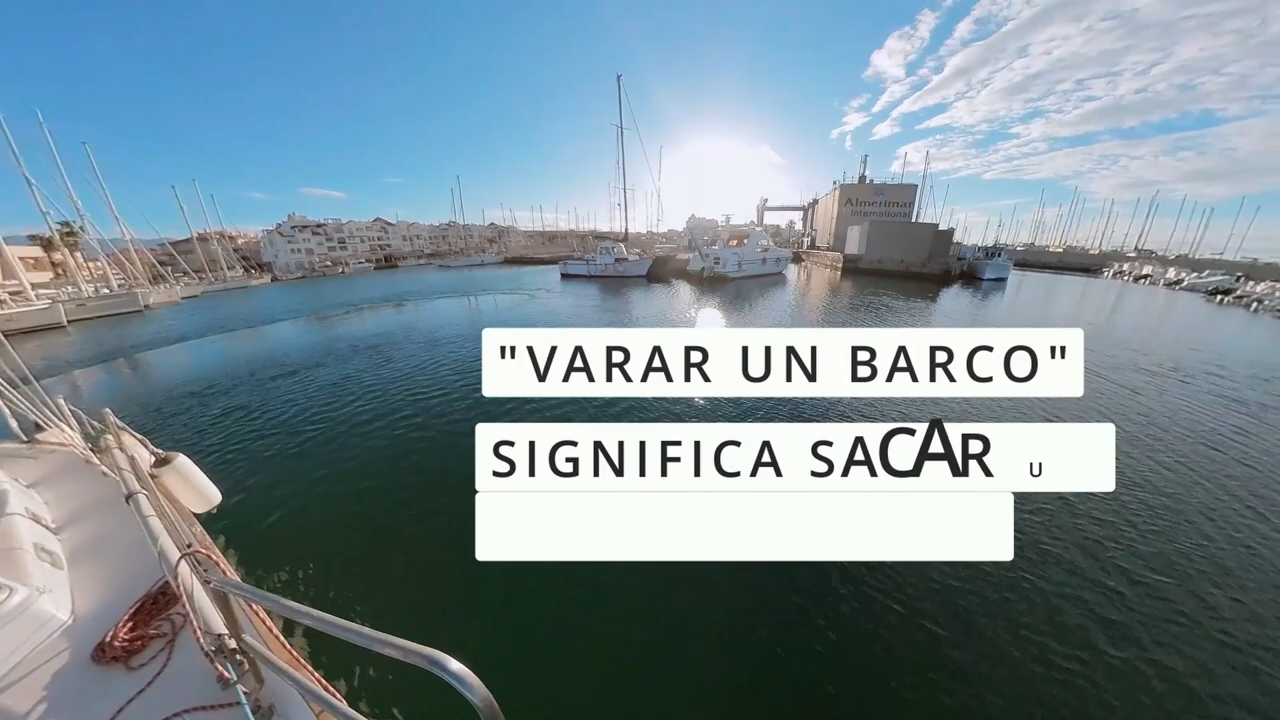 Almerimar
International
"VARAR UN BARCO"
SIGNIFICA SACAR U